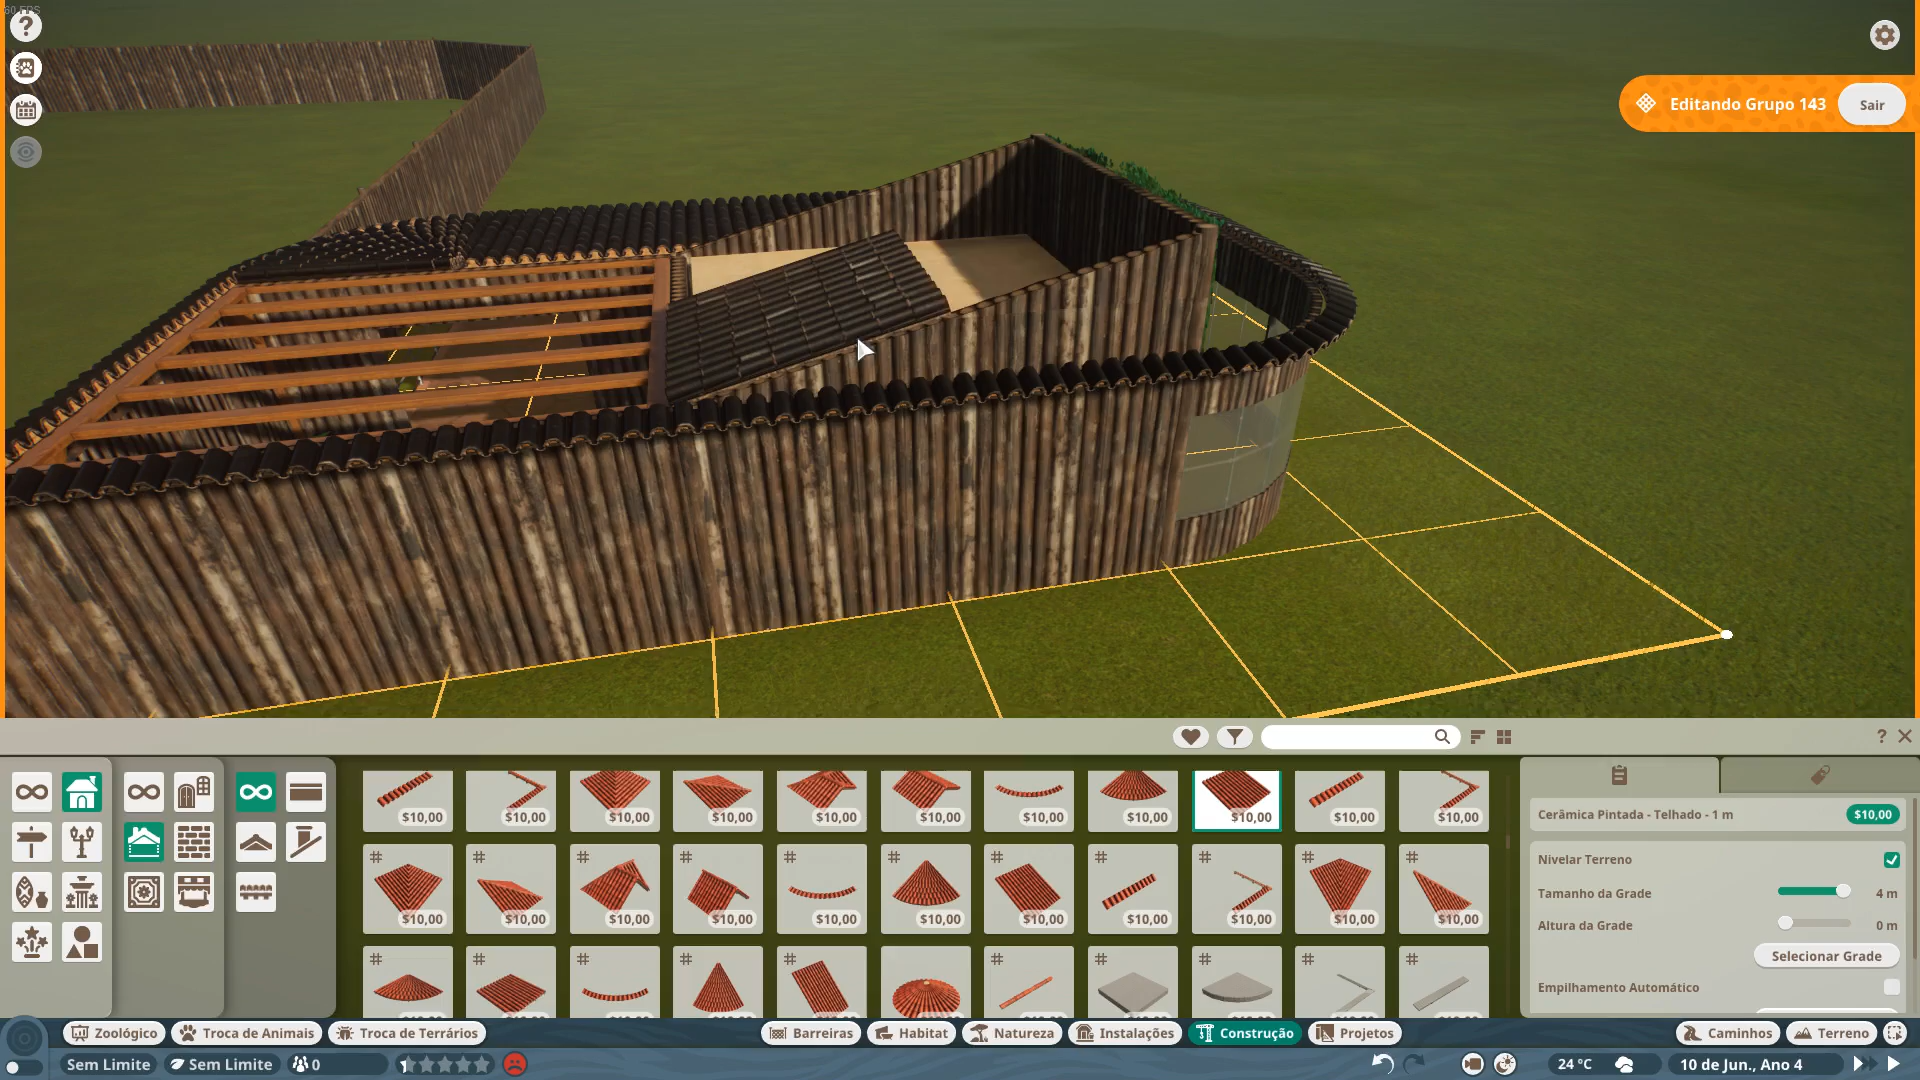 60 FPS
Editando Grupo 143
Sair
$10,00 $10,00 $10,00 $10,00 $10,00 $10,00 $10,00 $10,00 $10,00 $10,00 $10,00
$10,00 $10,00 $10,00 $10,00 $10,00 $10,00 $10,00 $10,00 $10,00 $10,00 $10,00
Cerâmica Pintada - Telhado - 1 m
$10,00
Nivelar Terreno
Tamanho da Grade 4 m
Altura da Grade 0 m
Selecionar Grade
Empilhamento Automático
Zoológico Troca de Animais Troca de Terrários Barreiras Habitat Natureza Instalações Construção Projetos Caminhos Terreno
Sem Limite Sem Limite 0 24 °C 10 de Jun., Ano 4